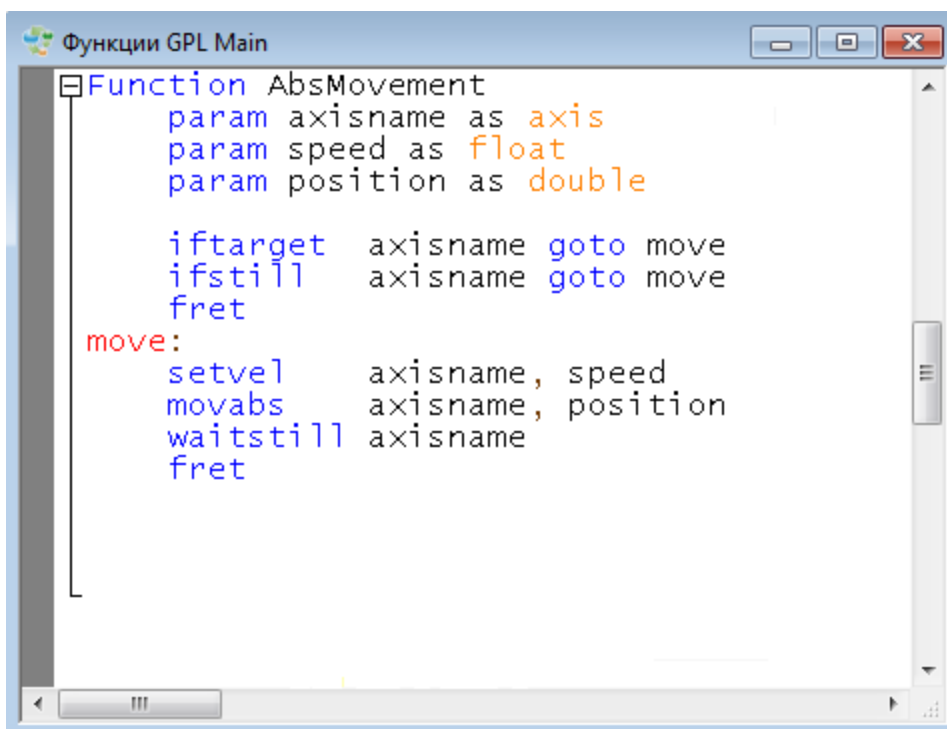 Функции GPL Main
Function AbsMovement
param axisname as axis
param speed as float
param position as double
iftarget axisname goto move
ifstill axisname goto move
fret
move:
setvel axisname, speed
movabs axisname, position
waitstill axisname
fret